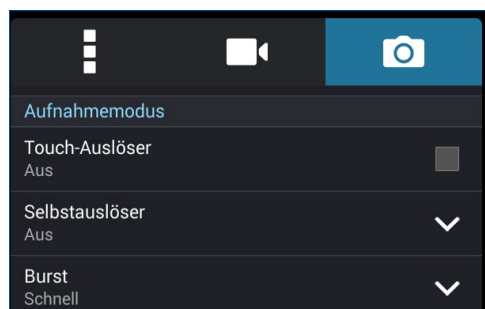 Aufnahmemodus
Touch-Auslöser
Aus
Selbstauslöser
Aus
Burst
Schnell